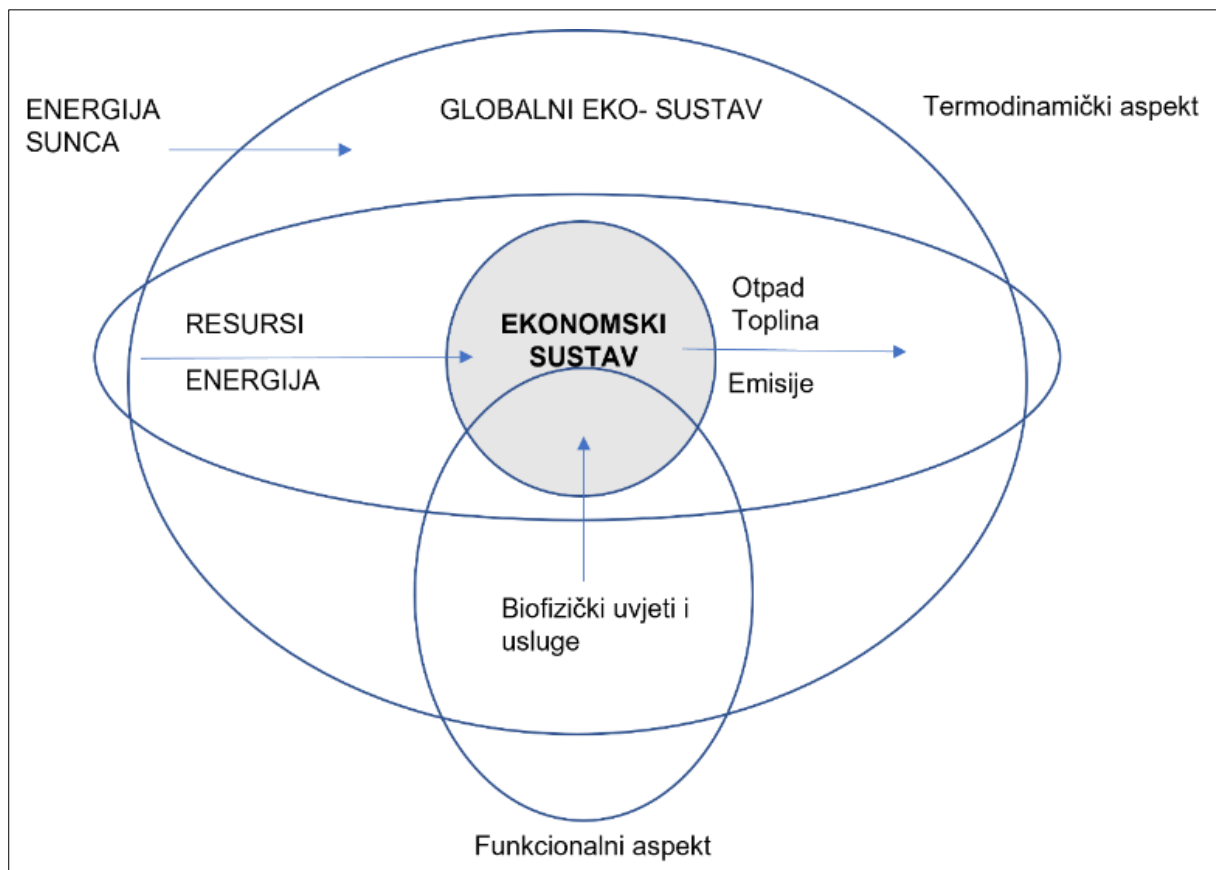 ENERGIJA
SUNCA
GLOBALNI EKO- SUSTAV
Termodinamički aspekt
RESURSI
ENERGIJA
EKONOMSKI
SUSTAV
Otpad
Toplina
Emisije
Biofizički uvjeti i
usluge
Funkcionalni aspekt